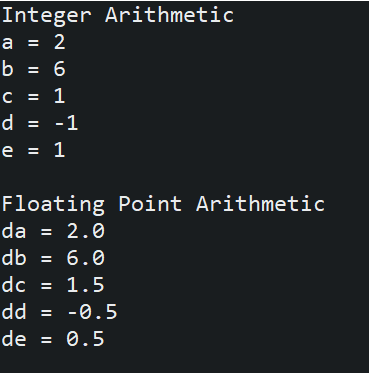 Integer Arithmetic
a = 2
b = 6
c = 1
d = -1
e = 1
Floating Point Arithmetic
da = 2.0
db = 6.0
dc = 1.5
dd = -0.5
de = 0.5